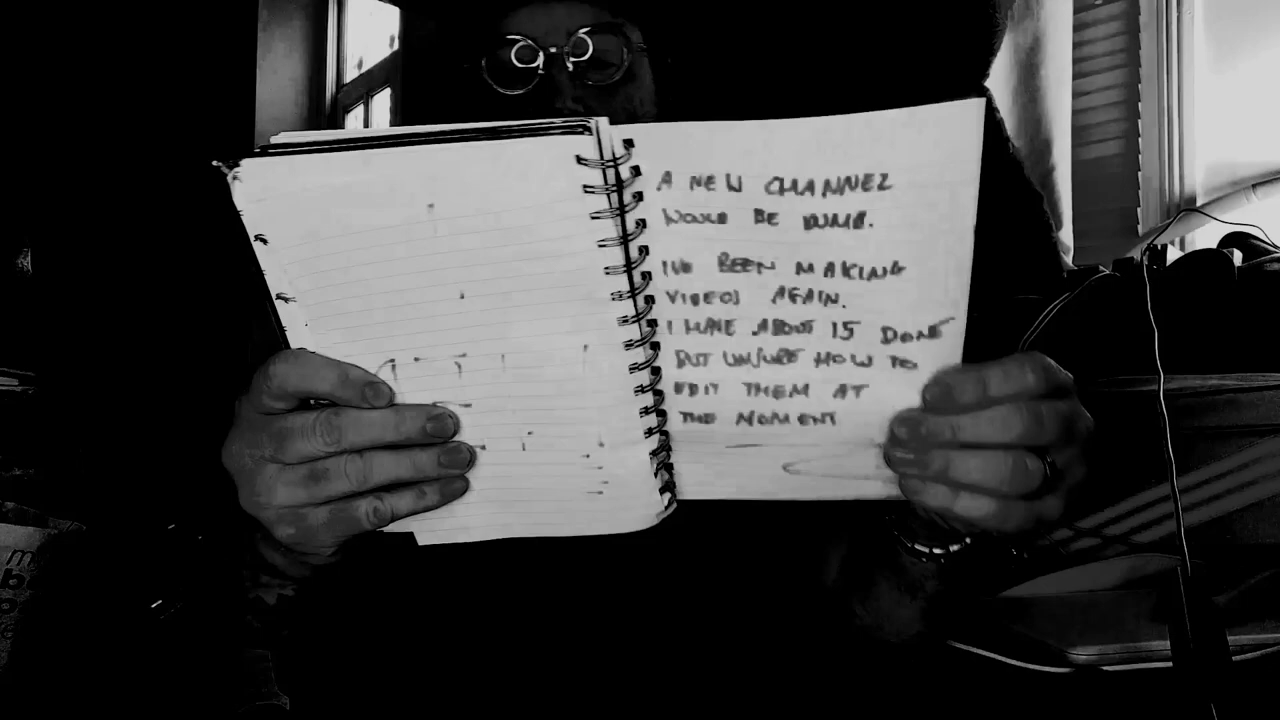 A NEW CHANNEL
WOULD BE DUMB.
IVE BEEN MAKING
VIDEOS AGAIN.
I HAVE ABOUT 15 DONE
BUT UNSURE HOW TO
EDIT THEM AT
THE MOMENT